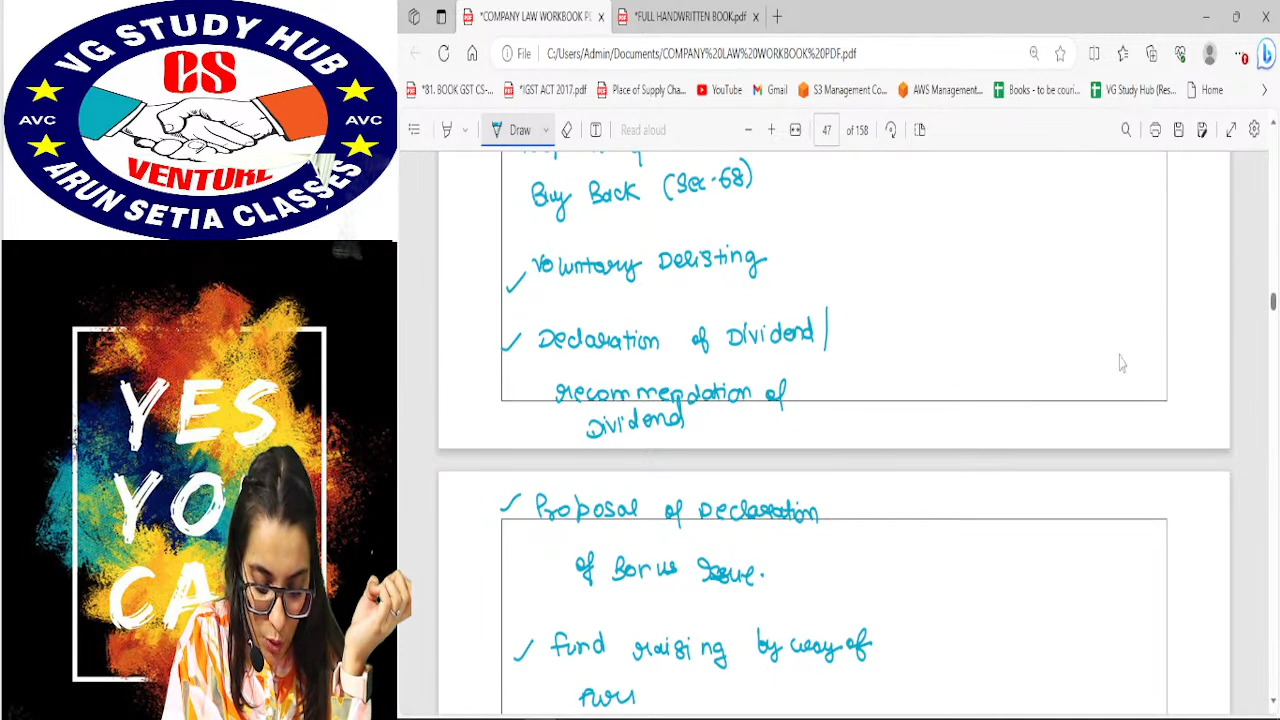 VG STUDY HUB
CS
AVC
AVC
VENTURE
ARUN SETIA CLASSES
YES
YO
CA
*COMPANY LAW WORKBOOK P
*FULL HANDWRITTEN BOOK.pdf
File
C:/Users/Admin/Documents/COMPANY%20LAW%20WORKBOOK%20PDF.pdf
*81. BOOK GST CS-...
*IGST ACT 2017.pdf
Place of Supply Cha...
YouTube
Gmail
S3 Management Co...
AWS Management...
Books - to be couri...
VG Study Hub (Res...
Home
Draw
Read aloud
47 of 158
Buy Back (Sec-68)
Voluntary Delisting
Declaration of Dividend |
recommendation of
Dividend
Proposal of Declaration
of Bonus Issue.
Fund raising by way of